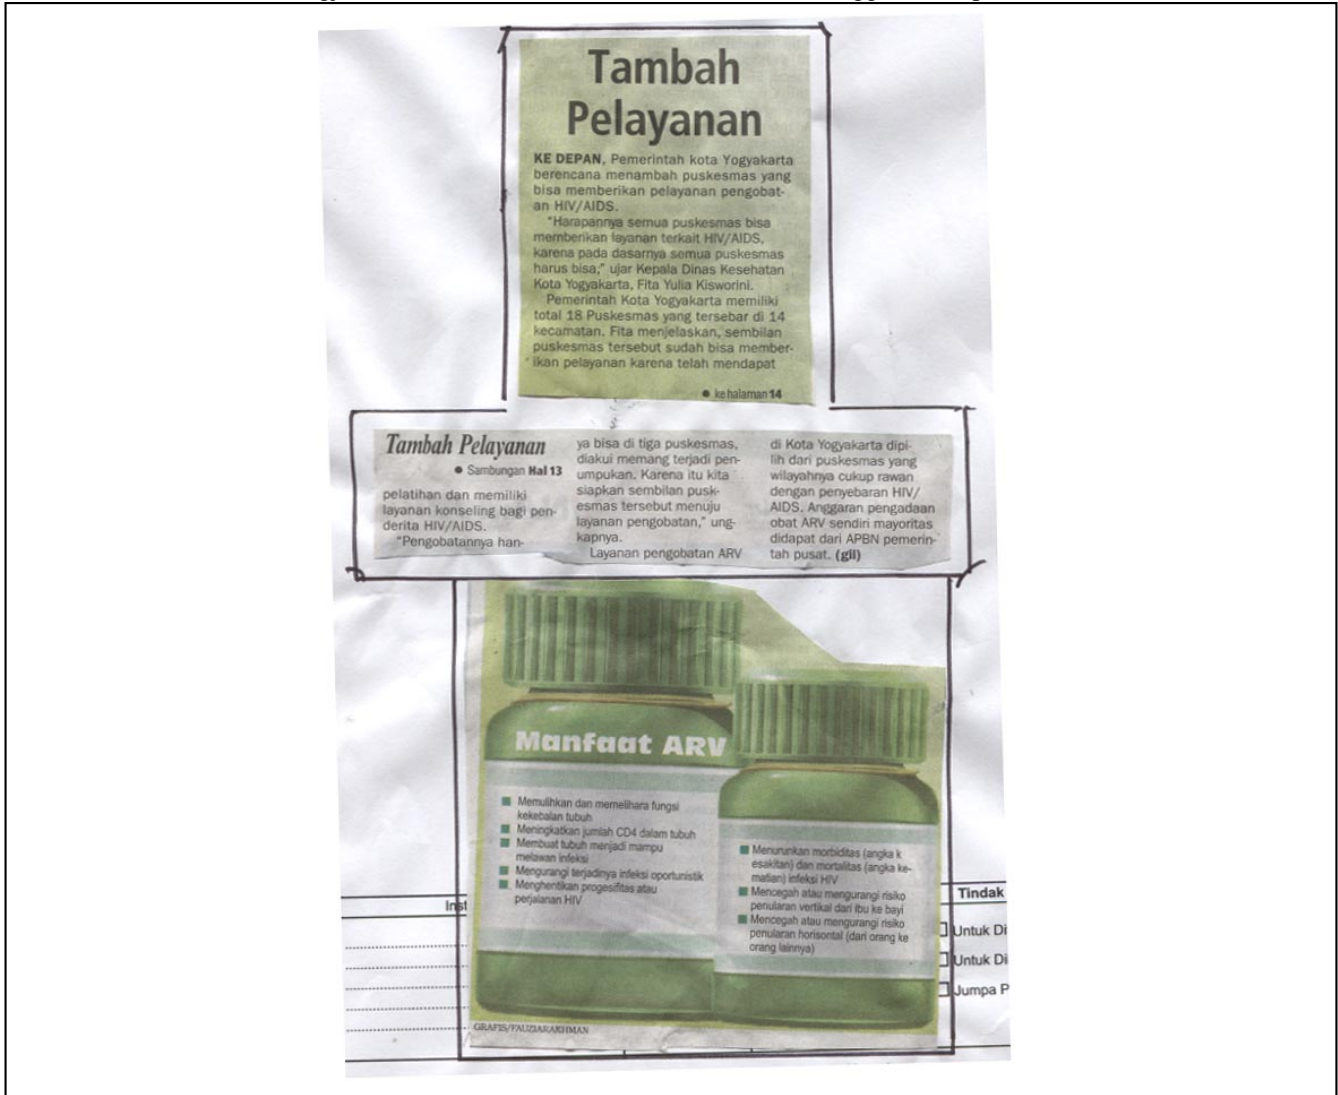 Tambah
Pelayanan
KE DEPAN, Pemerintah kota Yogyakarta
berencana menambah puskesmas yang
bisa memberikan pelayanan pengobat-
an HIV/AIDS.
"Harapannya semua puskesmas bisa
memberikan layanan terkait HIV/AIDS,
karena pada dasarnya semua puskesmas
harus bisa," ujar Kepala Dinas Kesehatan
Kota Yogyakarta, Fita Yulia Kisworini.
Pemerintah Kota Yogyakarta memiliki
total 18 Puskesmas yang tersebar di 14
kecamatan. Fita menjelaskan, sembilan
puskesmas tersebut sudah bisa member-
ikan pelayanan karena telah mendapat
● ke halaman 14
Tambah Pelayanan
● Sambungan Hal 13
pelatihan dan memiliki
layanan konseling bagi pen-
derita HIV/AIDS.
"Pengobatannya han-
ya bisa di tiga puskesmas,
diakui memang terjadi pen-
umpukan. Karena itu kita
siapkan sembilan pusk-
esmas tersebut menuju
layanan pengobatan," ung-
kapnya.
Layanan pengobatan ARV
di Kota Yogyakarta dipi-
lih dari puskesmas yang
wilayahnya cukup rawan
dengan penyebaran HIV/
AIDS. Anggaran pengadaan
obat ARV sendiri mayoritas
didapat dari APBN pemerin-
tah pusat. (gil)
Manfaat ARV
■ Memulihkan dan memelihara fungsi
kekebalan tubuh
■ Meningkatkan jumlah CD4 dalam tubuh
■ Membuat tubuh menjadi mampu
melawan infeksi
■ Mengurangi terjadinya infeksi oportunistik
■ Menghentikan progesifitas atau
perjalanan HIV
■ Menurunkan morbiditas (angka k
esakitan) dan mortalitas (angka ke-
matian) infeksi HIV
■ Mencegah atau mengurangi risiko
penularan vertikal dari ibu ke bayi
■ Mencegah atau mengurangi risiko
penularan horisontal (dari orang ke
orang lainnya)
GRAFIS/FAUZIARAKHMAN
Inst
Tindak
Untuk Di
Untuk Di
Jumpa P